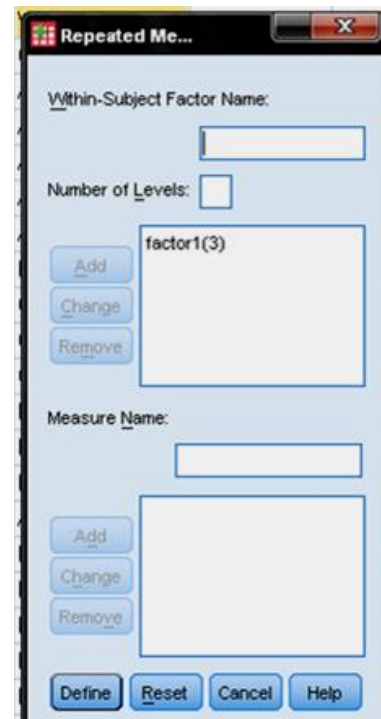 Repeated Me...
Within-Subject Factor Name:
Number of Levels:
factor1(3)
Add
Change
Remove
Measure Name:
Add
Change
Remove
Define Reset Cancel Help